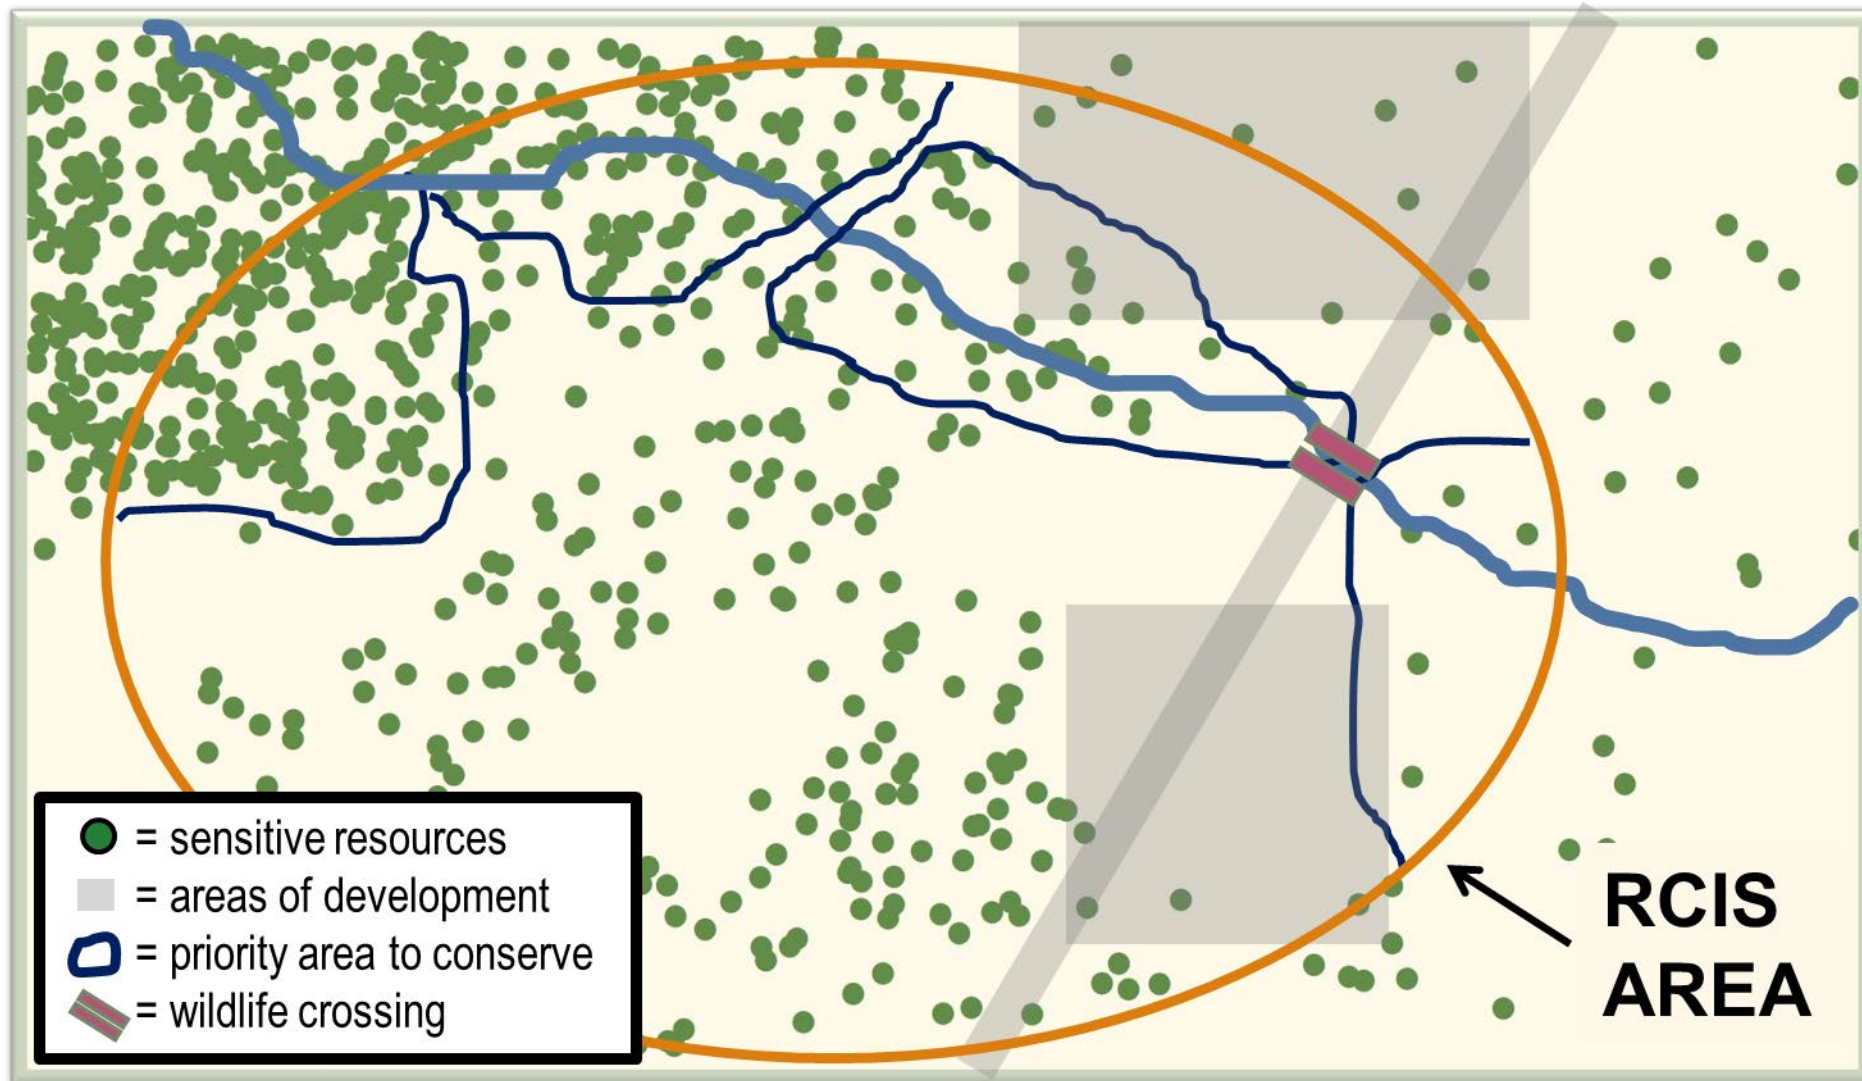 = sensitive resources
= areas of development
= priority area to conserve
= wildlife crossing
RCIS
AREA